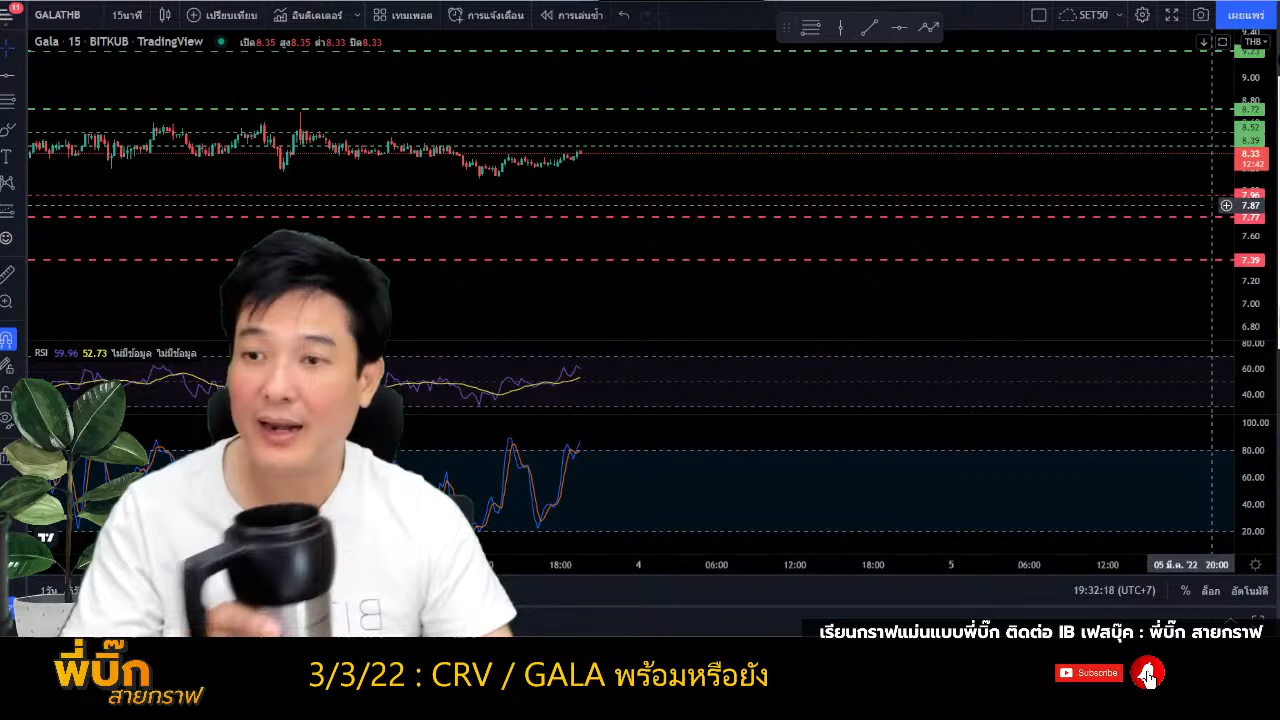 11
GALATHB 15นาที เปรียบเทียบ อินดิเคเตอร์ เทมเพลต การแจ้งเตือน การเล่นซ้ำ SET50 เผยแพร่
Gala · 15 · BITKUB · TradingView เปิด8.35 สูง8.35 ต่ำ8.33 ปิด8.33
THB
9.40
9.23
9.00
8.80
8.72
8.52
8.39
8.33
12:42
7.96
7.87
7.77
7.60
7.39
7.20
7.00
6.80
RSI 59.96 52.73 ไม่มีข้อมูล ไม่มีข้อมูล
80.00
60.00
40.00
100.00
80.00
60.00
40.00
20.00
18:00 4 06:00 12:00 18:00 5 06:00 12:00 05 มี.ค. '22 20:00
1วัน 19:32:18 (UTC+7) % ล็อก อัตโนมัติ
เรียนกราฟแม่นแบบพี่บิ๊ก ติดต่อ IB เฟสบุ๊ค : พี่บิ๊ก สายกราฟ
พี่บิ๊ก
สายกราฟ
3/3/22 : CRV / GALA พร้อมหรือยัง
Subscribe